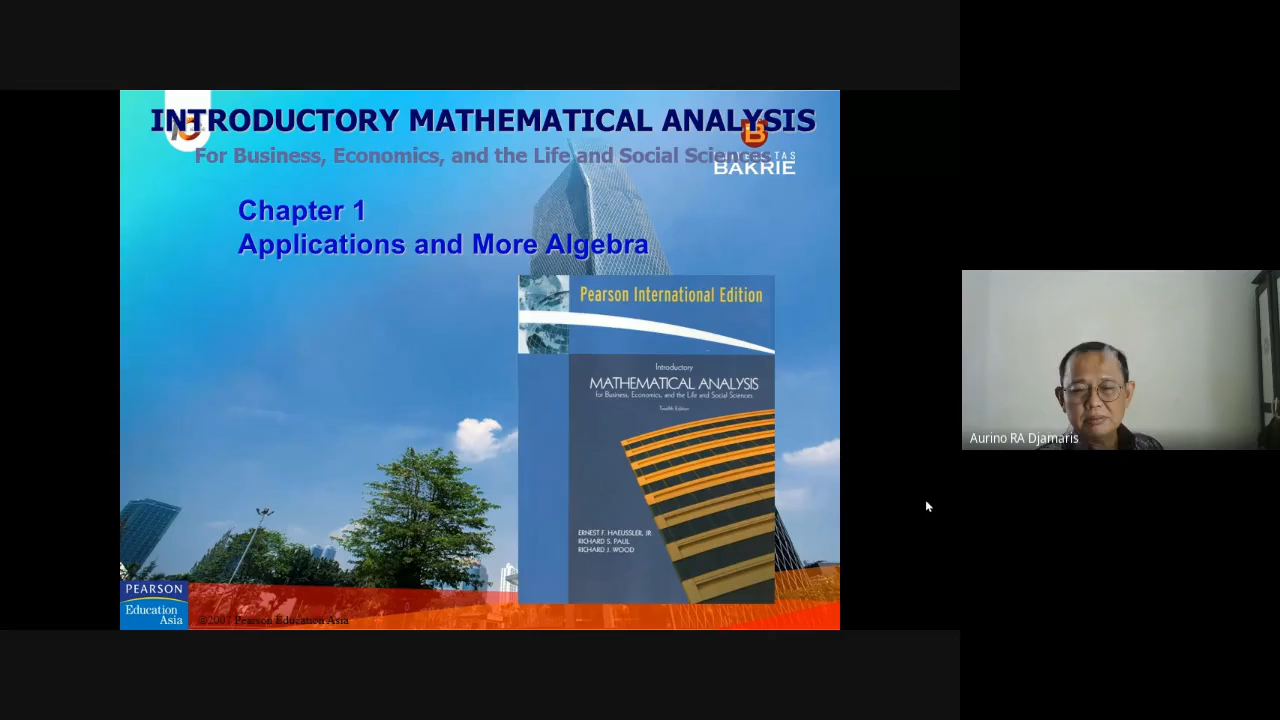 INTRODUCTORY MATHEMATICAL ANALYSIS
For Business, Economics, and the Life and Social Sciences
BAKRIE
Chapter 1
Applications and More Algebra
Pearson International Edition
Introductory
MATHEMATICAL ANALYSIS
for Business, Economics, and the Life and Social Sciences
Twelfth Edition
ERNEST F. HAEUSSLER, JR.
RICHARD S. PAUL
RICHARD J. WOOD
PEARSON
Education
Asia
©2007 Pearson Education Asia
Aurino RA Djamaris